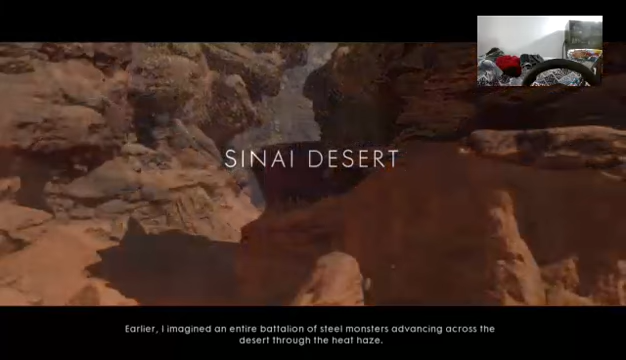 SINAI DESERT
Earlier, I imagined an entire battalion of steel monsters advancing across the
desert through the heat haze.